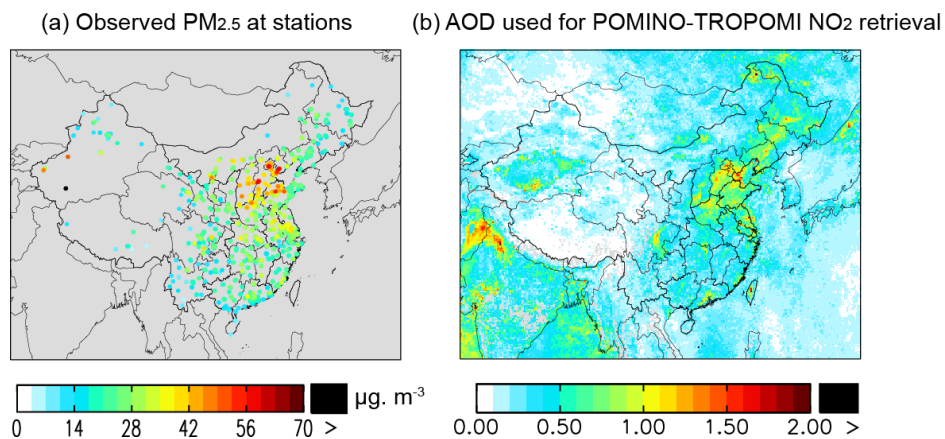 (a) Observed PM2.5 at stations
(b) AOD used for POMINO-TROPOMI NO2 retrieval
µg. m-3
0 14 28 42 56 70 >
0.00 0.50 1.00 1.50 2.00 >